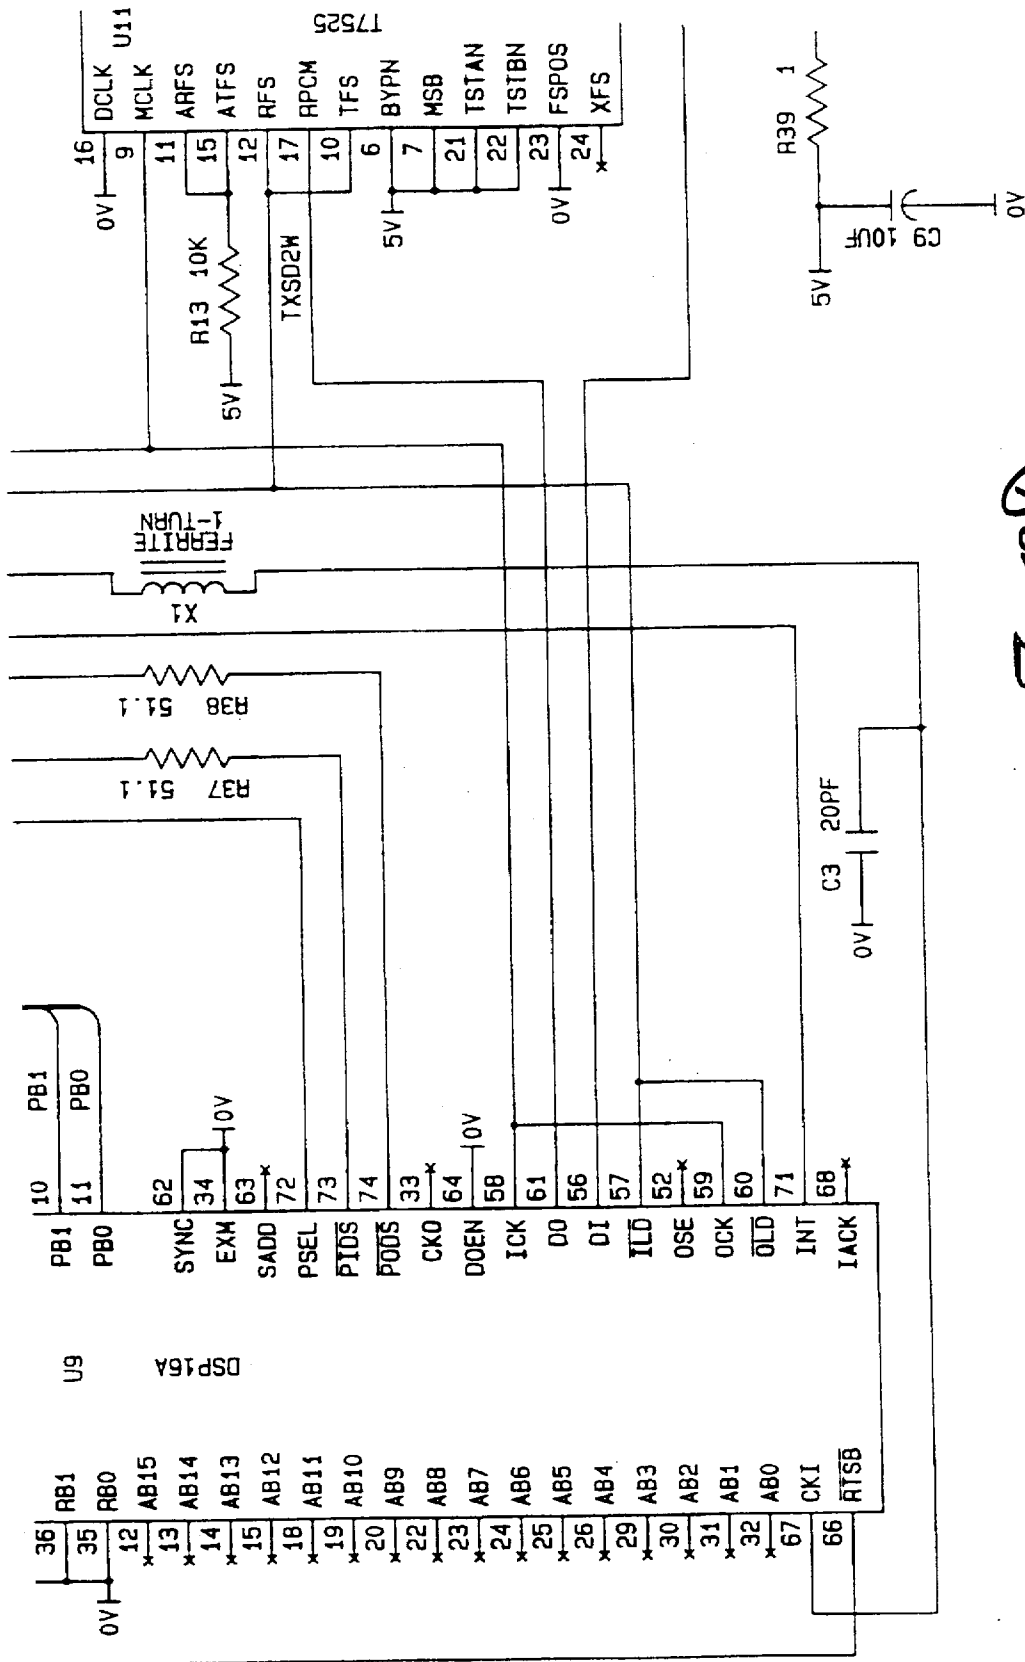 U11
T7525
16 DCLK
9 MCLK
11 ARFS
15 ATFS
12 RFS
17 RPCM
10 TFS
6 BYPN
7 MSB
21 TSTAN
22 TSTBN
23 FSPOS
24 XFS
0V
R13 10K
5V
TXSD2W
5V
0V
R39 1
5V
C9 10UF
0V
FERRITE
1-TURN
X1
51.1 R38
51.1 R37
C3 20PF
0V
PB1
PB0
10 PB1
11 PB0
62 SYNC
34 EXM
63 SADD
72 PSEL
73 PIDS
74 PODS
33 CKO
64 DOEN
58 ICK
61 DO
56 DI
57 ILD
52 OSE
59 OCK
60 OLD
71 INT
68 IACK
0V
0V
U9
DSP16A
36 RB1
35 RB0
12 AB15
13 AB14
14 AB13
15 AB12
18 AB11
19 AB10
20 AB9
22 AB8
23 AB7
24 AB6
25 AB5
26 AB4
29 AB3
30 AB2
31 AB1
32 AB0
67 CKI
66 RTSB
0V